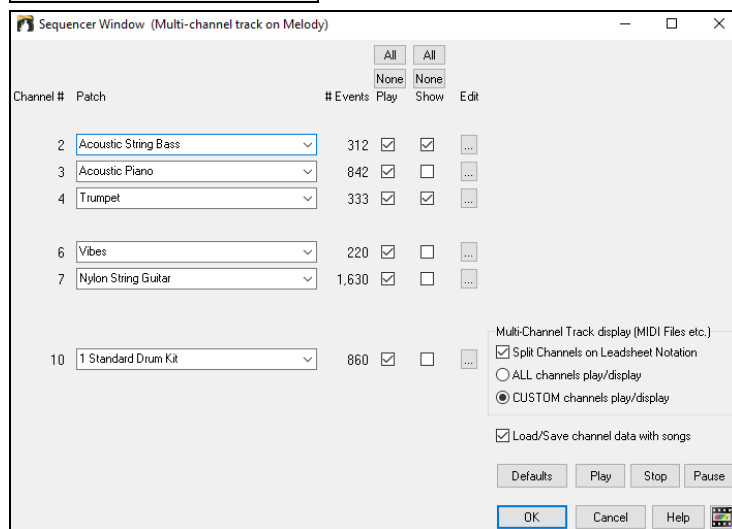 Sequencer Window (Multi-channel track on Melody)
All All
None None
Channel # Patch # Events Play Show Edit
2 Acoustic String Bass 312 ...
3 Acoustic Piano 842 ...
4 Trumpet 333 ...
6 Vibes 220 ...
7 Nylon String Guitar 1,630 ...
10 1 Standard Drum Kit 860 ...
Multi-Channel Track display (MIDI Files etc.)
Split Channels on Leadsheet Notation
ALL channels play/display
CUSTOM channels play/display
Load/Save channel data with songs
Defaults Play Stop Pause
OK Cancel Help